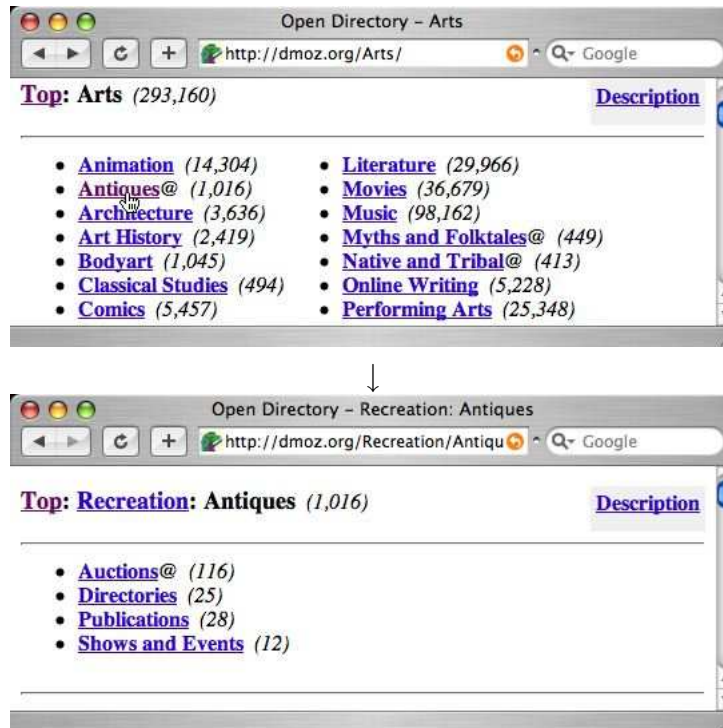 Open Directory – Arts
http://dmoz.org/Arts/ Google
Top: Arts (293,160) Description
• Animation (14,304) • Literature (29,966)
• Antiques@ (1,016) • Movies (36,679)
• Architecture (3,636) • Music (98,162)
• Art History (2,419) • Myths and Folktales@ (449)
• Bodyart (1,045) • Native and Tribal@ (413)
• Classical Studies (494) • Online Writing (5,228)
• Comics (5,457) • Performing Arts (25,348)
↓
Open Directory – Recreation: Antiques
http://dmoz.org/Recreation/Antiqu Google
Top: Recreation: Antiques (1,016) Description
• Auctions@ (116)
• Directories (25)
• Publications (28)
• Shows and Events (12)